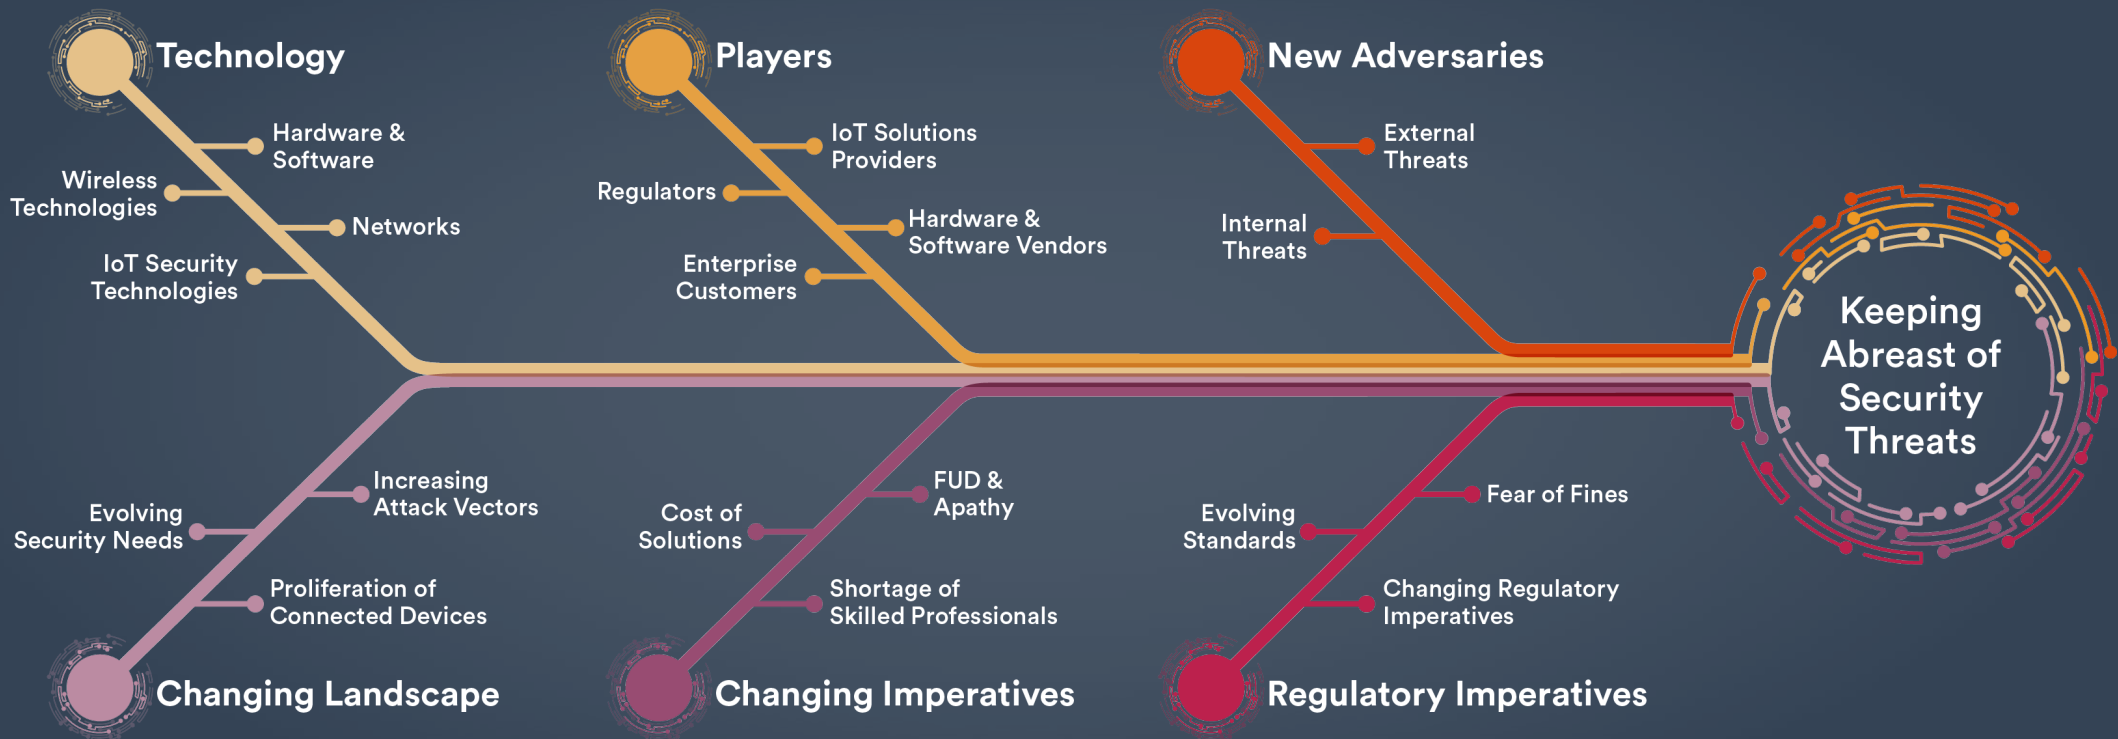 Technology
Hardware &
Software
Wireless
Technologies
Networks
IoT Security
Technologies
Players
IoT Solutions
Providers
Regulators
Hardware &
Software Vendors
Enterprise
Customers
New Adversaries
External
Threats
Internal
Threats
Keeping
Abreast of
Security
Threats
Increasing
Attack Vectors
Evolving
Security Needs
Proliferation of
Connected Devices
Changing Landscape
FUD &
Apathy
Cost of
Solutions
Shortage of
Skilled Professionals
Changing Imperatives
Fear of Fines
Evolving
Standards
Changing Regulatory
Imperatives
Regulatory Imperatives